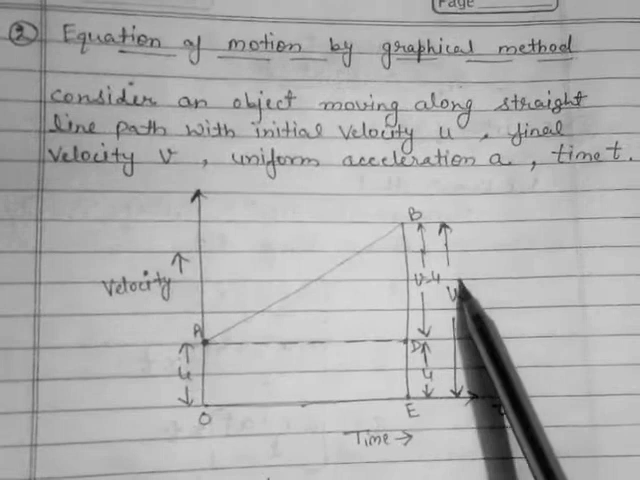 Page
② Equation of motion by graphical method
consider an object moving along straight
line path with initial velocity u, final
velocity v, uniform acceleration a, time t.
B
Velocity
v-u
v
A
D
u
u
O
E
Time →